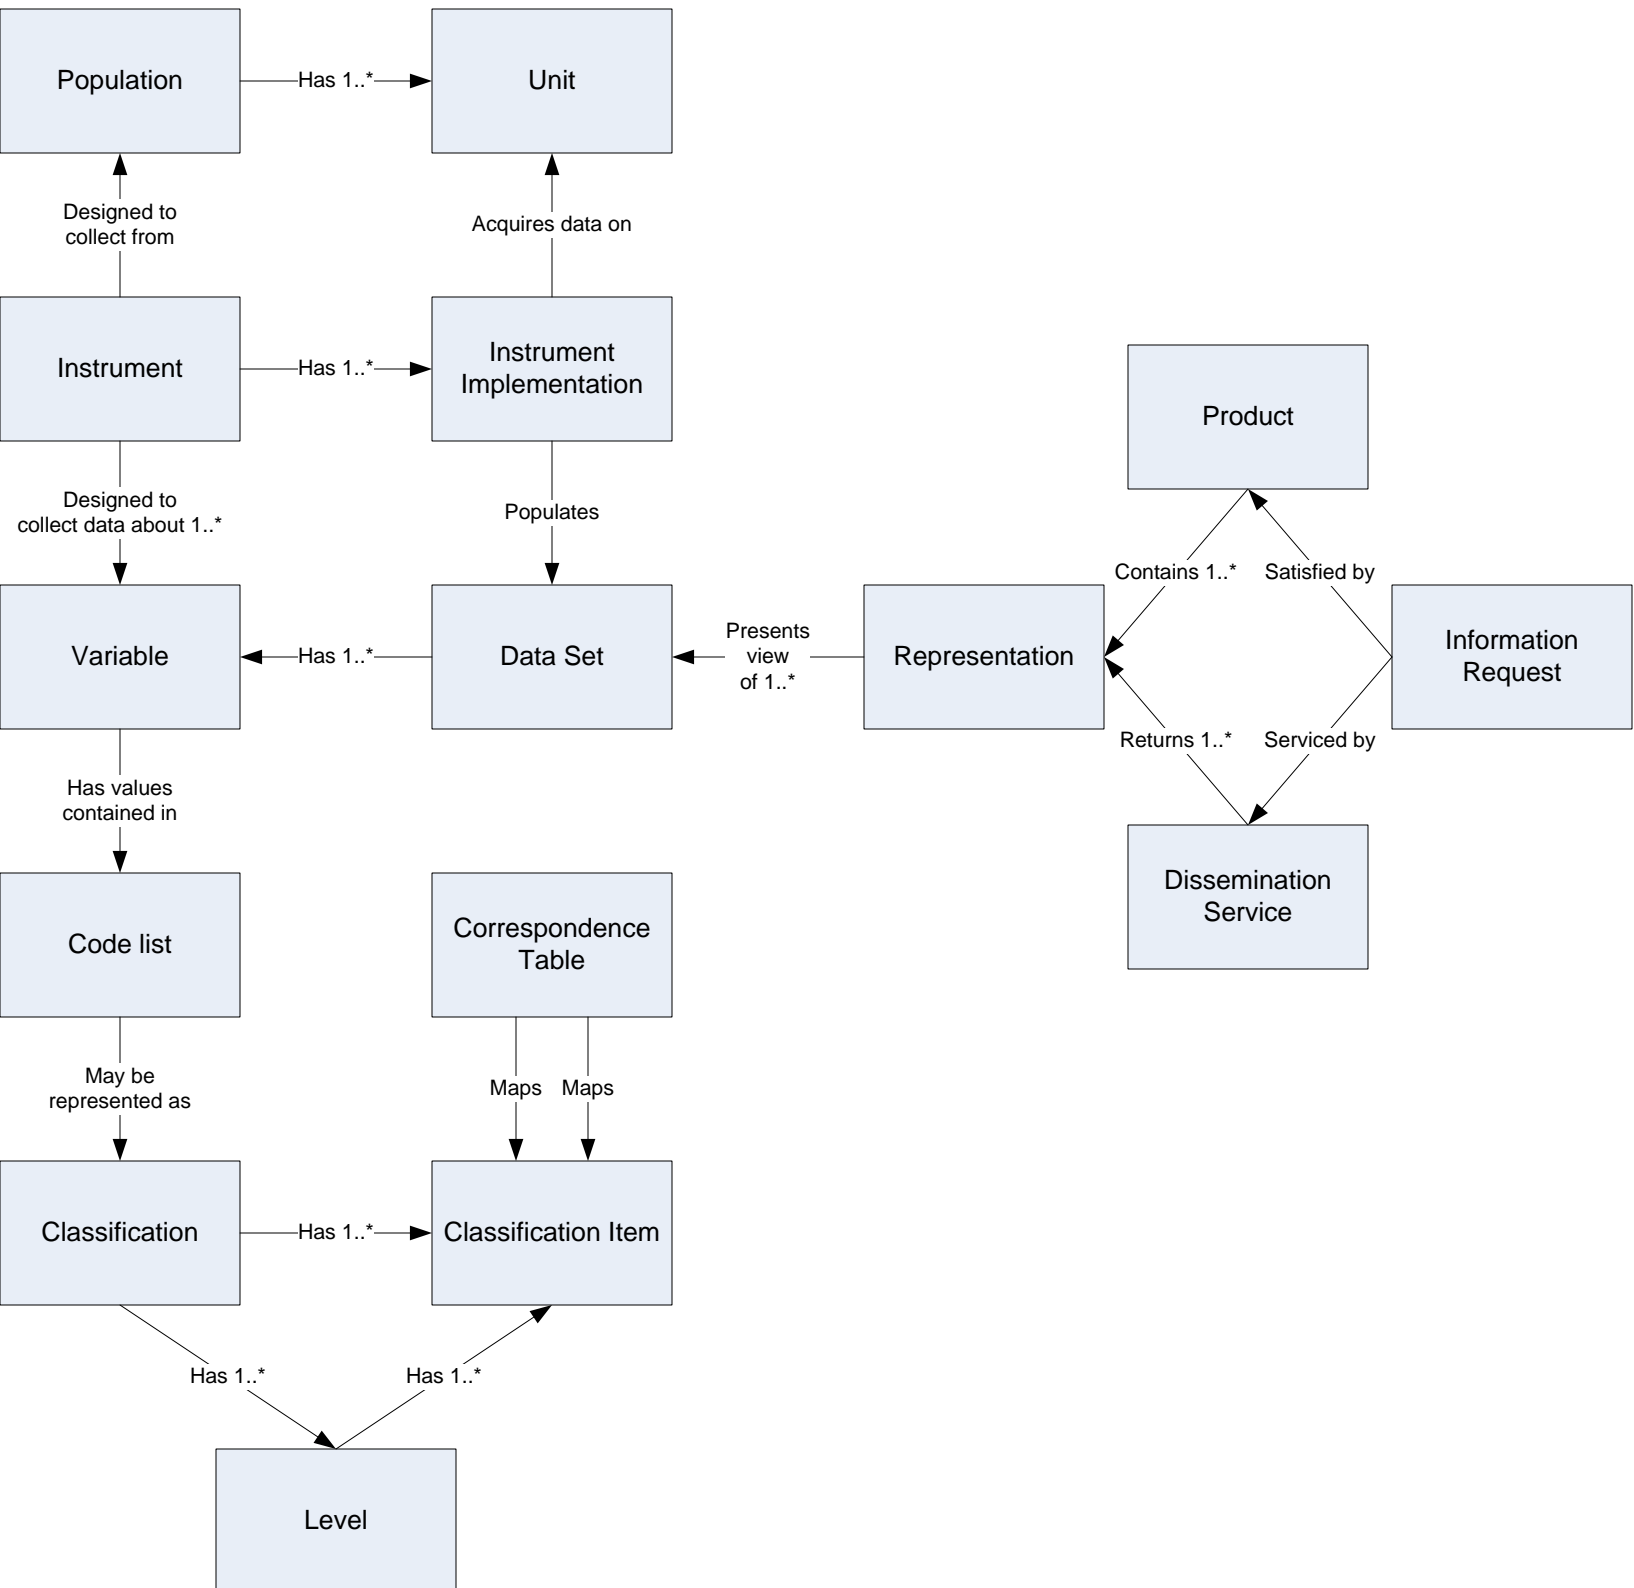 Population
Has 1..*
Unit
Designed to
collect from
Acquires data on
Instrument
Has 1..*
Instrument
Implementation
Product
Designed to
collect data about 1..*
Populates
Contains 1..*
Satisfied by
Variable
Has 1..*
Data Set
Presents
view
of 1..*
Representation
Information
Request
Returns 1..*
Serviced by
Has values
contained in
Dissemination
Service
Code list
Correspondence
Table
May be
represented as
Maps
Maps
Classification
Has 1..*
Classification Item
Has 1..*
Has 1..*
Level